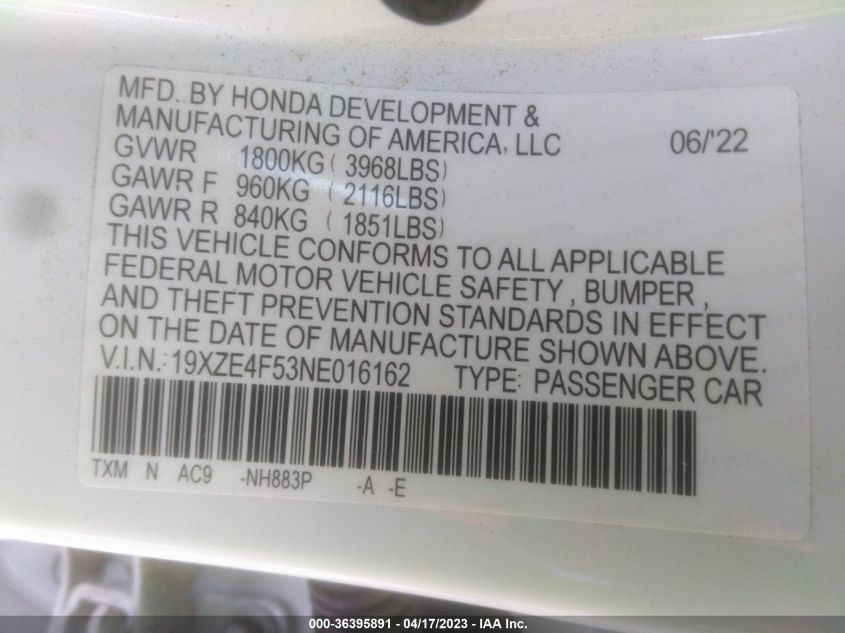 MFD. BY HONDA DEVELOPMENT &
MANUFACTURING OF AMERICA, LLC 06/'22
GVWR 1800KG ( 3968LBS)
GAWR F 960KG ( 2116LBS)
GAWR R 840KG ( 1851LBS)
THIS VEHICLE CONFORMS TO ALL APPLICABLE
FEDERAL MOTOR VEHICLE SAFETY , BUMPER ,
AND THEFT PREVENTION STANDARDS IN EFFECT
ON THE DATE OF MANUFACTURE SHOWN ABOVE.
V.I.N.: 19XZE4F53NE016162 TYPE: PASSENGER CAR
TXM N AC9 -NH883P -A -E
000-36395891 - 04/17/2023 - IAA Inc.